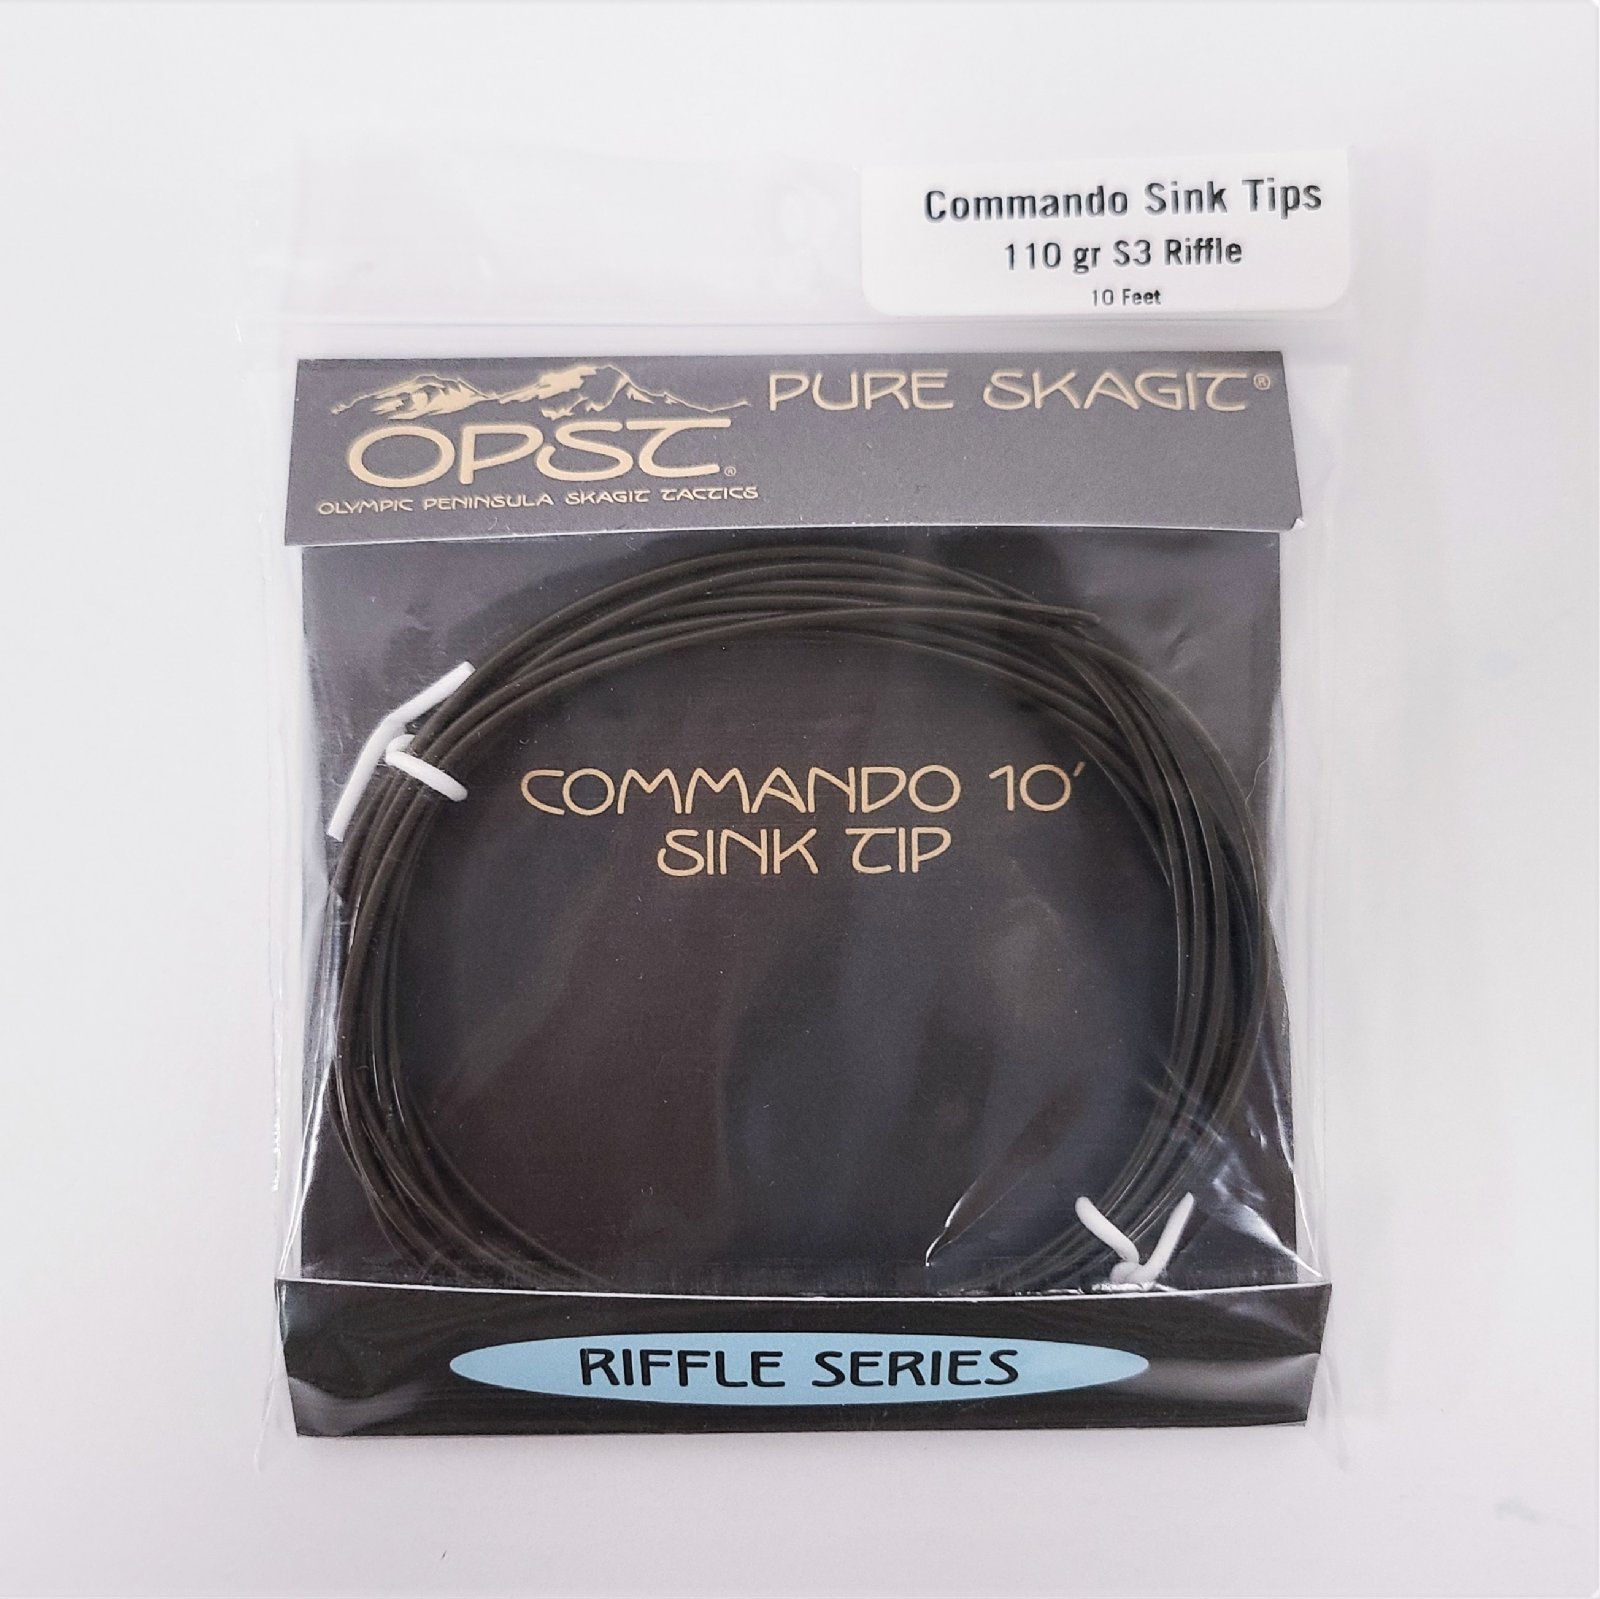 Commando Sink Tips
110 gr S3 Riffle
10 Feet
PURE SKAGIT®
OPST®
OLYMPIC PENINSULA SKAGIT TACTICS
COMMANDO 10'
SINK TIP
RIFFLE SERIES